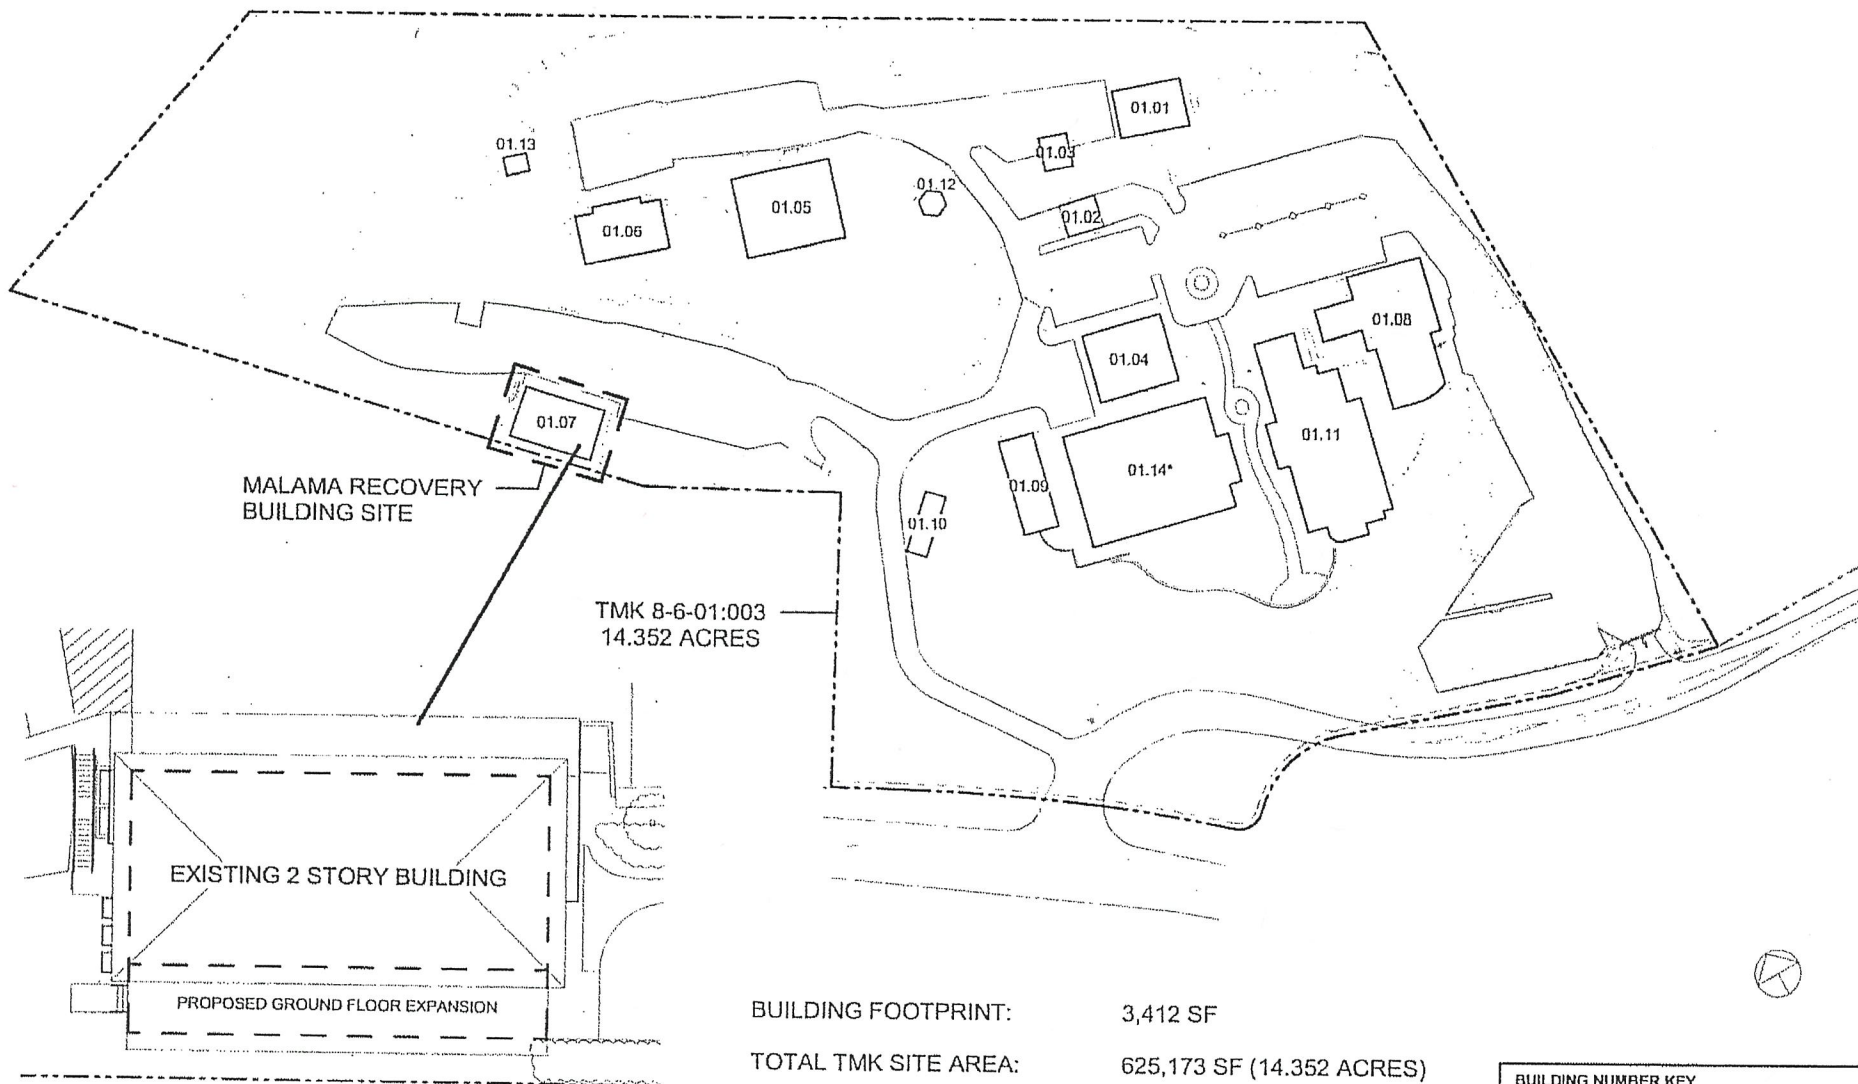 01.01
01.13
01.03
01.12
01.05
01.02
01.06
01.08
01.04
01.07
01.11
01.14*
01.09
MALAMA RECOVERY
BUILDING SITE
01.10
TMK 8-6-01:003
14.352 ACRES
EXISTING 2 STORY BUILDING
PROPOSED GROUND FLOOR EXPANSION
BUILDING FOOTPRINT: 3,412 SF
TOTAL TMK SITE AREA: 625,173 SF (14.352 ACRES)
BUILDING NUMBER KEY